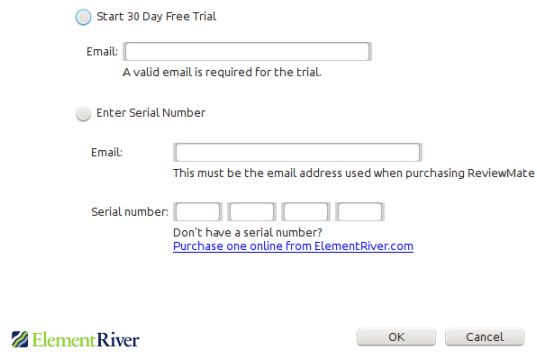 Start 30 Day Free Trial
Email:
A valid email is required for the trial.
Enter Serial Number
Email:
This must be the email address used when purchasing ReviewMate
Serial number:
Don't have a serial number?
Purchase one online from ElementRiver.com
ElementRiver
OK
Cancel